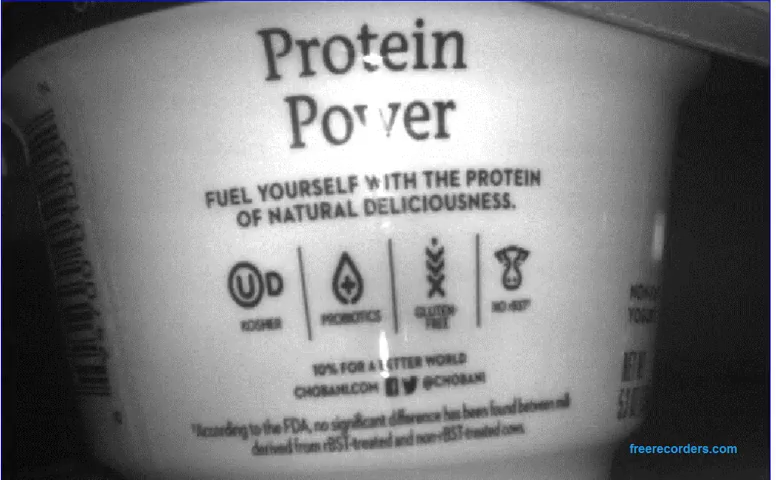 Protein
Power
FUEL YOURSELF WITH THE PROTEIN
OF NATURAL DELICIOUSNESS.
U D
KOSHER
PROBIOTICS
GLUTEN
FREE
NO rBST*
10% FOR A BETTER WORLD
CHOBANI.COM @CHOBANI
*According to the FDA, no significant difference has been found between milk
derived from rBST-treated and non-rBST-treated cows.
freerecorders.com